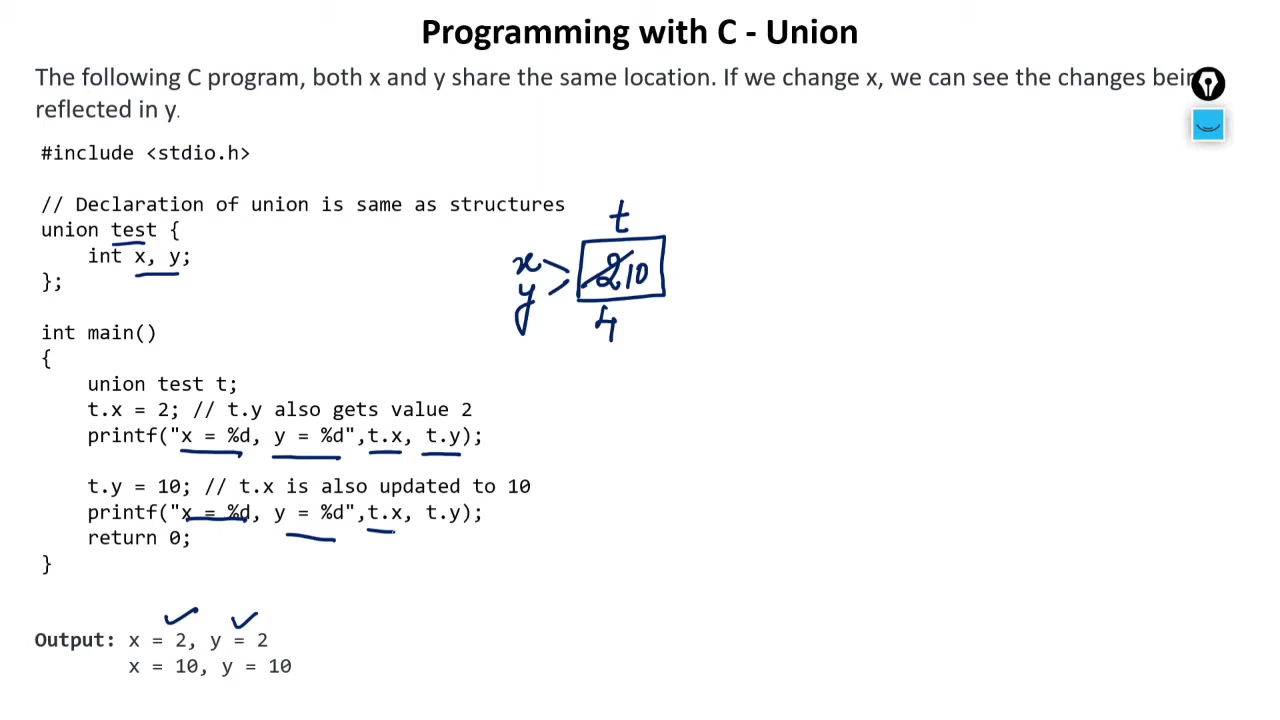 Programming with C - Union
The following C program, both x and y share the same location. If we change x, we can see the changes bein
reflected in y.
#include <stdio.h>
// Declaration of union is same as structures
union test {
    int x, y;
};
t
x
y
2 10
4
int main()
{
    union test t;
    t.x = 2; // t.y also gets value 2
    printf("x = %d, y = %d",t.x, t.y);
    t.y = 10; // t.x is also updated to 10
    printf("x = %d, y = %d",t.x, t.y);
    return 0;
}
Output: x = 2, y = 2
x = 10, y = 10